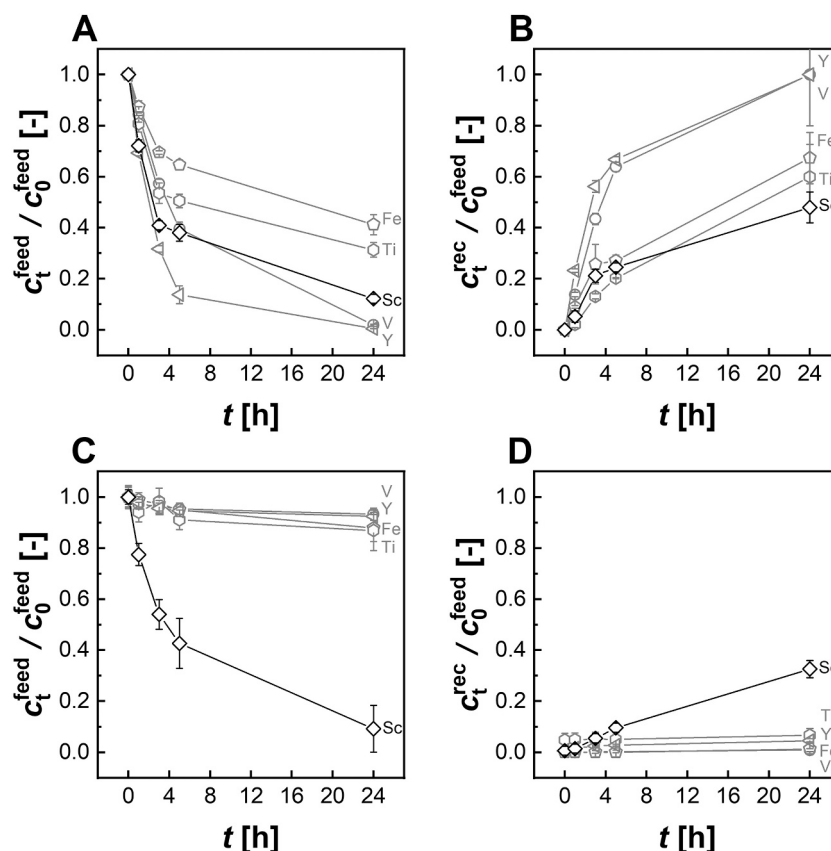 A
B
c_t^feed / c_0^feed [-]
1.0
0.8
0.6
0.4
0.2
0.0
Fe
Ti
Sc
V
Y
0 4 8 12 16 20 24
t [h]
c_t^rec / c_0^feed [-]
1.0
0.8
0.6
0.4
0.2
0.0
Y
V
Fe
Ti
S
0 4 8 12 16 20 24
t [h]
C
D
c_t^feed / c_0^feed [-]
1.0
0.8
0.6
0.4
0.2
0.0
V
Y
Fe
Ti
Sc
0 4 8 12 16 20 24
t [h]
c_t^rec / c_0^feed [-]
1.0
0.8
0.6
0.4
0.2
0.0
S
T
Y
Fe
V
0 4 8 12 16 20 24
t [h]